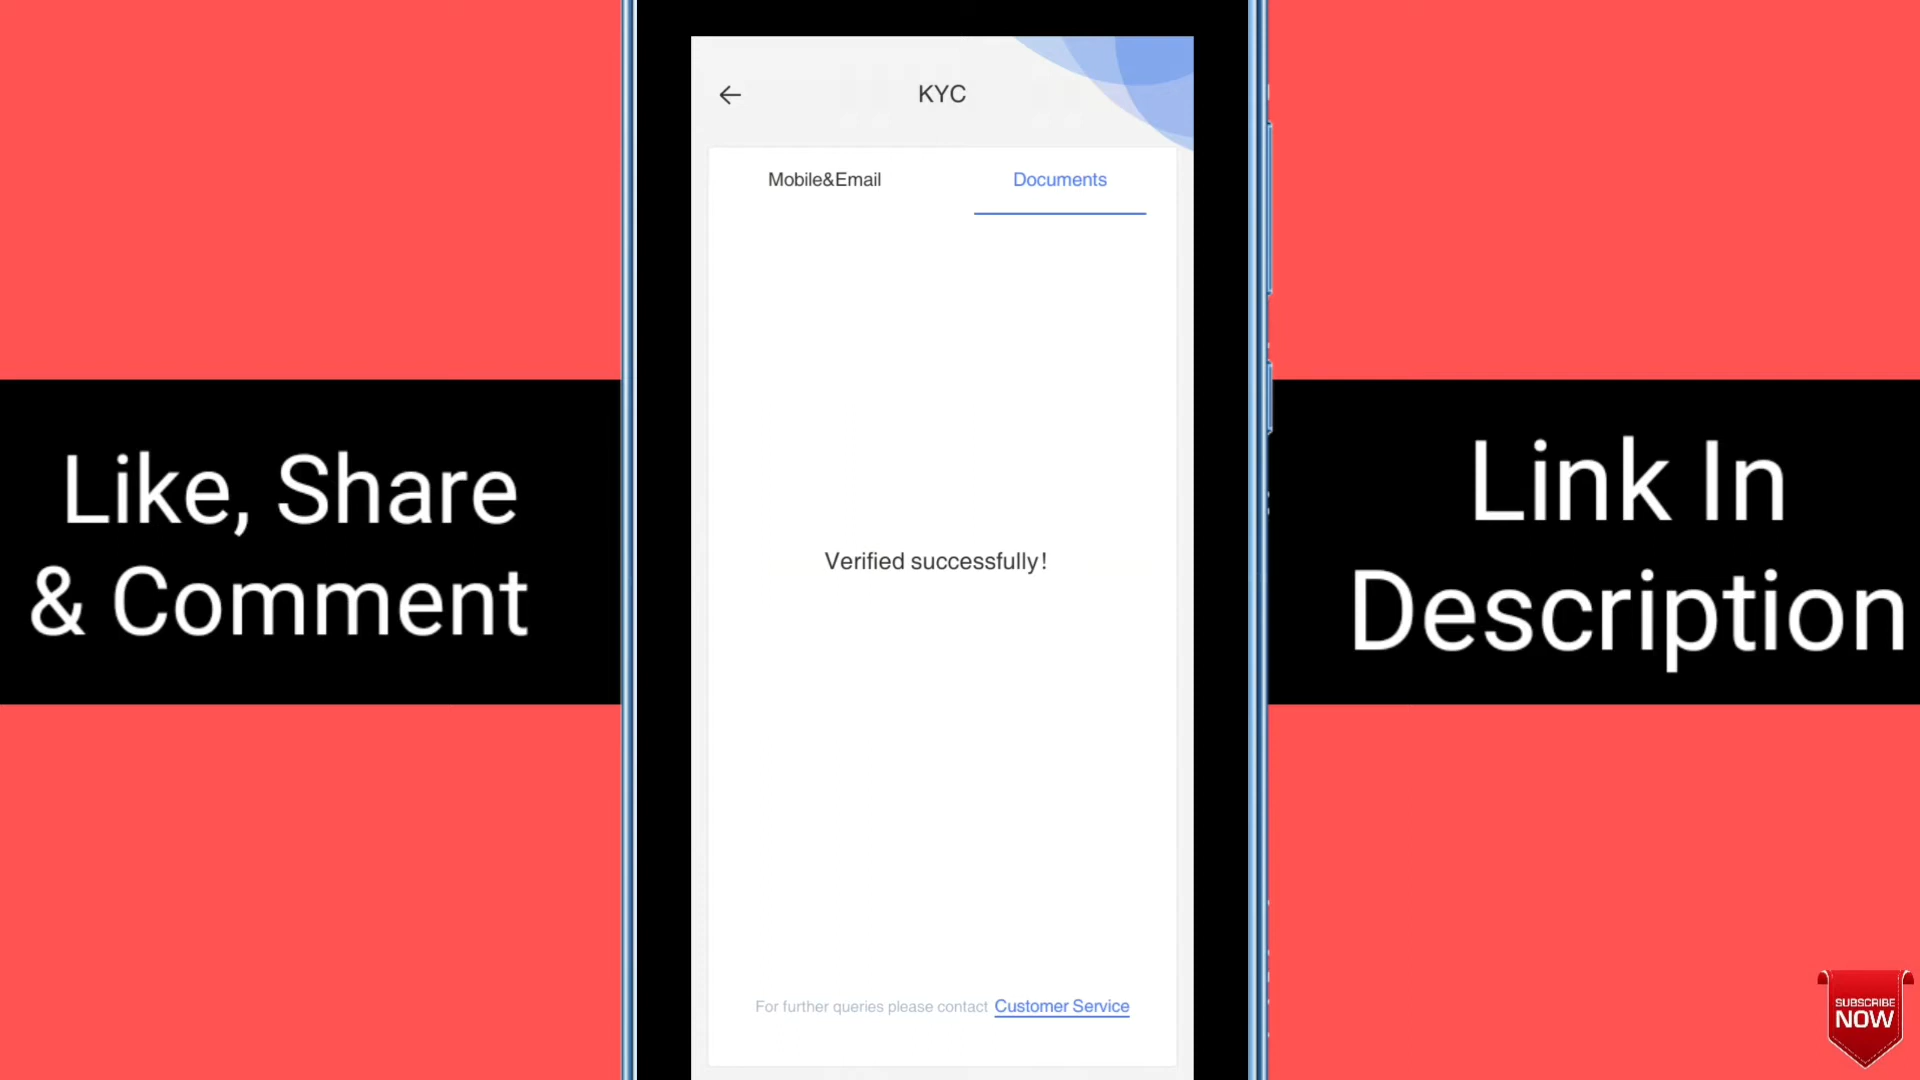 KYC
Mobile&Email
Documents
Like, Share
& Comment
Verified successfully!
Link In
Description
For further queries please contact Customer Service
SUBSCRIBE
NOW